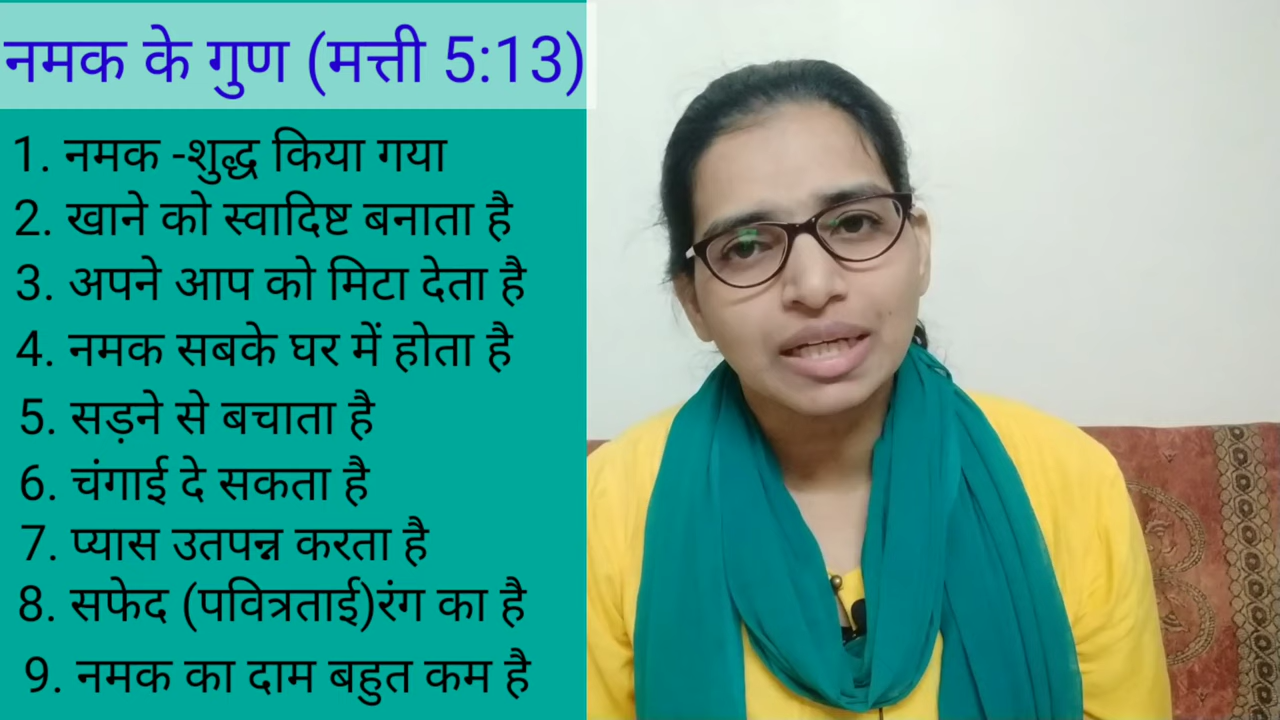 नमक के गुण (मत्ती 5:13)
1. नमक -शुद्ध किया गया
2. खाने को स्वादिष्ट बनाता है
3. अपने आप को मिटा देता है
4. नमक सबके घर में होता है
5. सड़ने से बचाता है
6. चंगाई दे सकता है
7. प्यास उतपन्न करता है
8. सफेद (पवित्रताई)रंग का है
9. नमक का दाम बहुत कम है